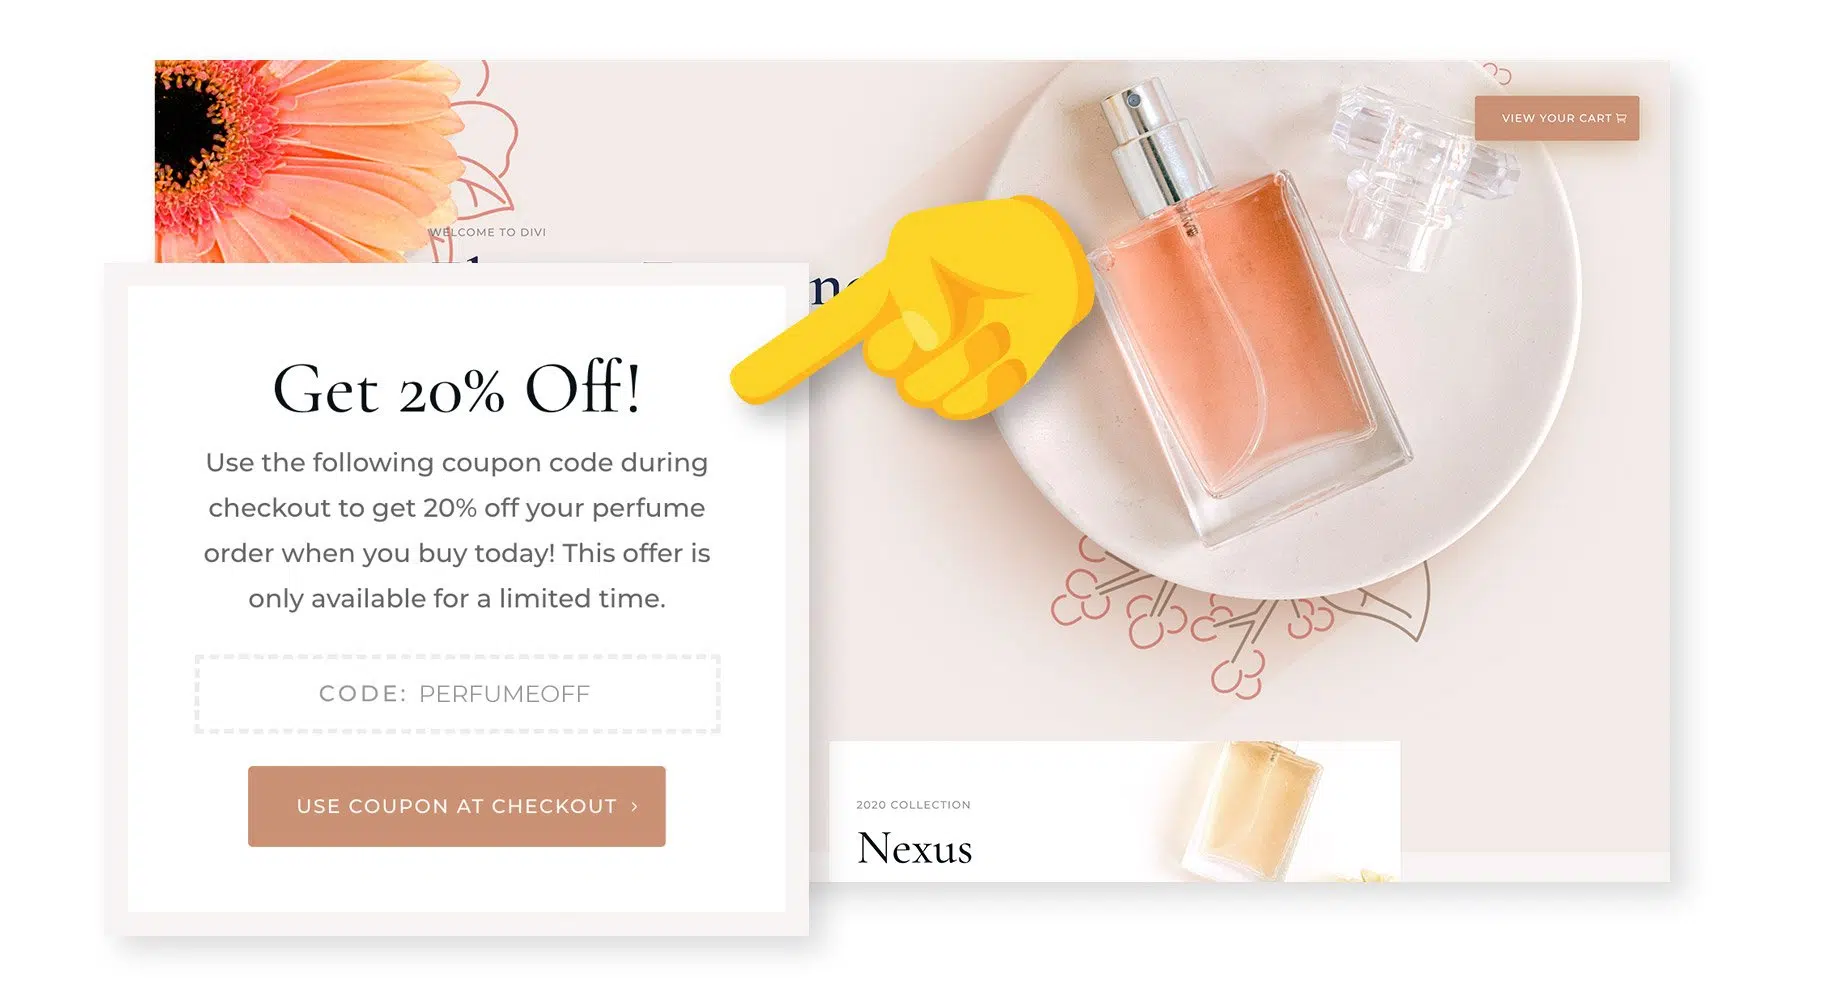 VIEW YOUR CART
WELCOME TO DIVI
Get 20% Off!
Use the following coupon code during
checkout to get 20% off your perfume
order when you buy today! This offer is
only available for a limited time.
CODE: PERFUMEOFF
USE COUPON AT CHECKOUT
2020 COLLECTION
Nexus